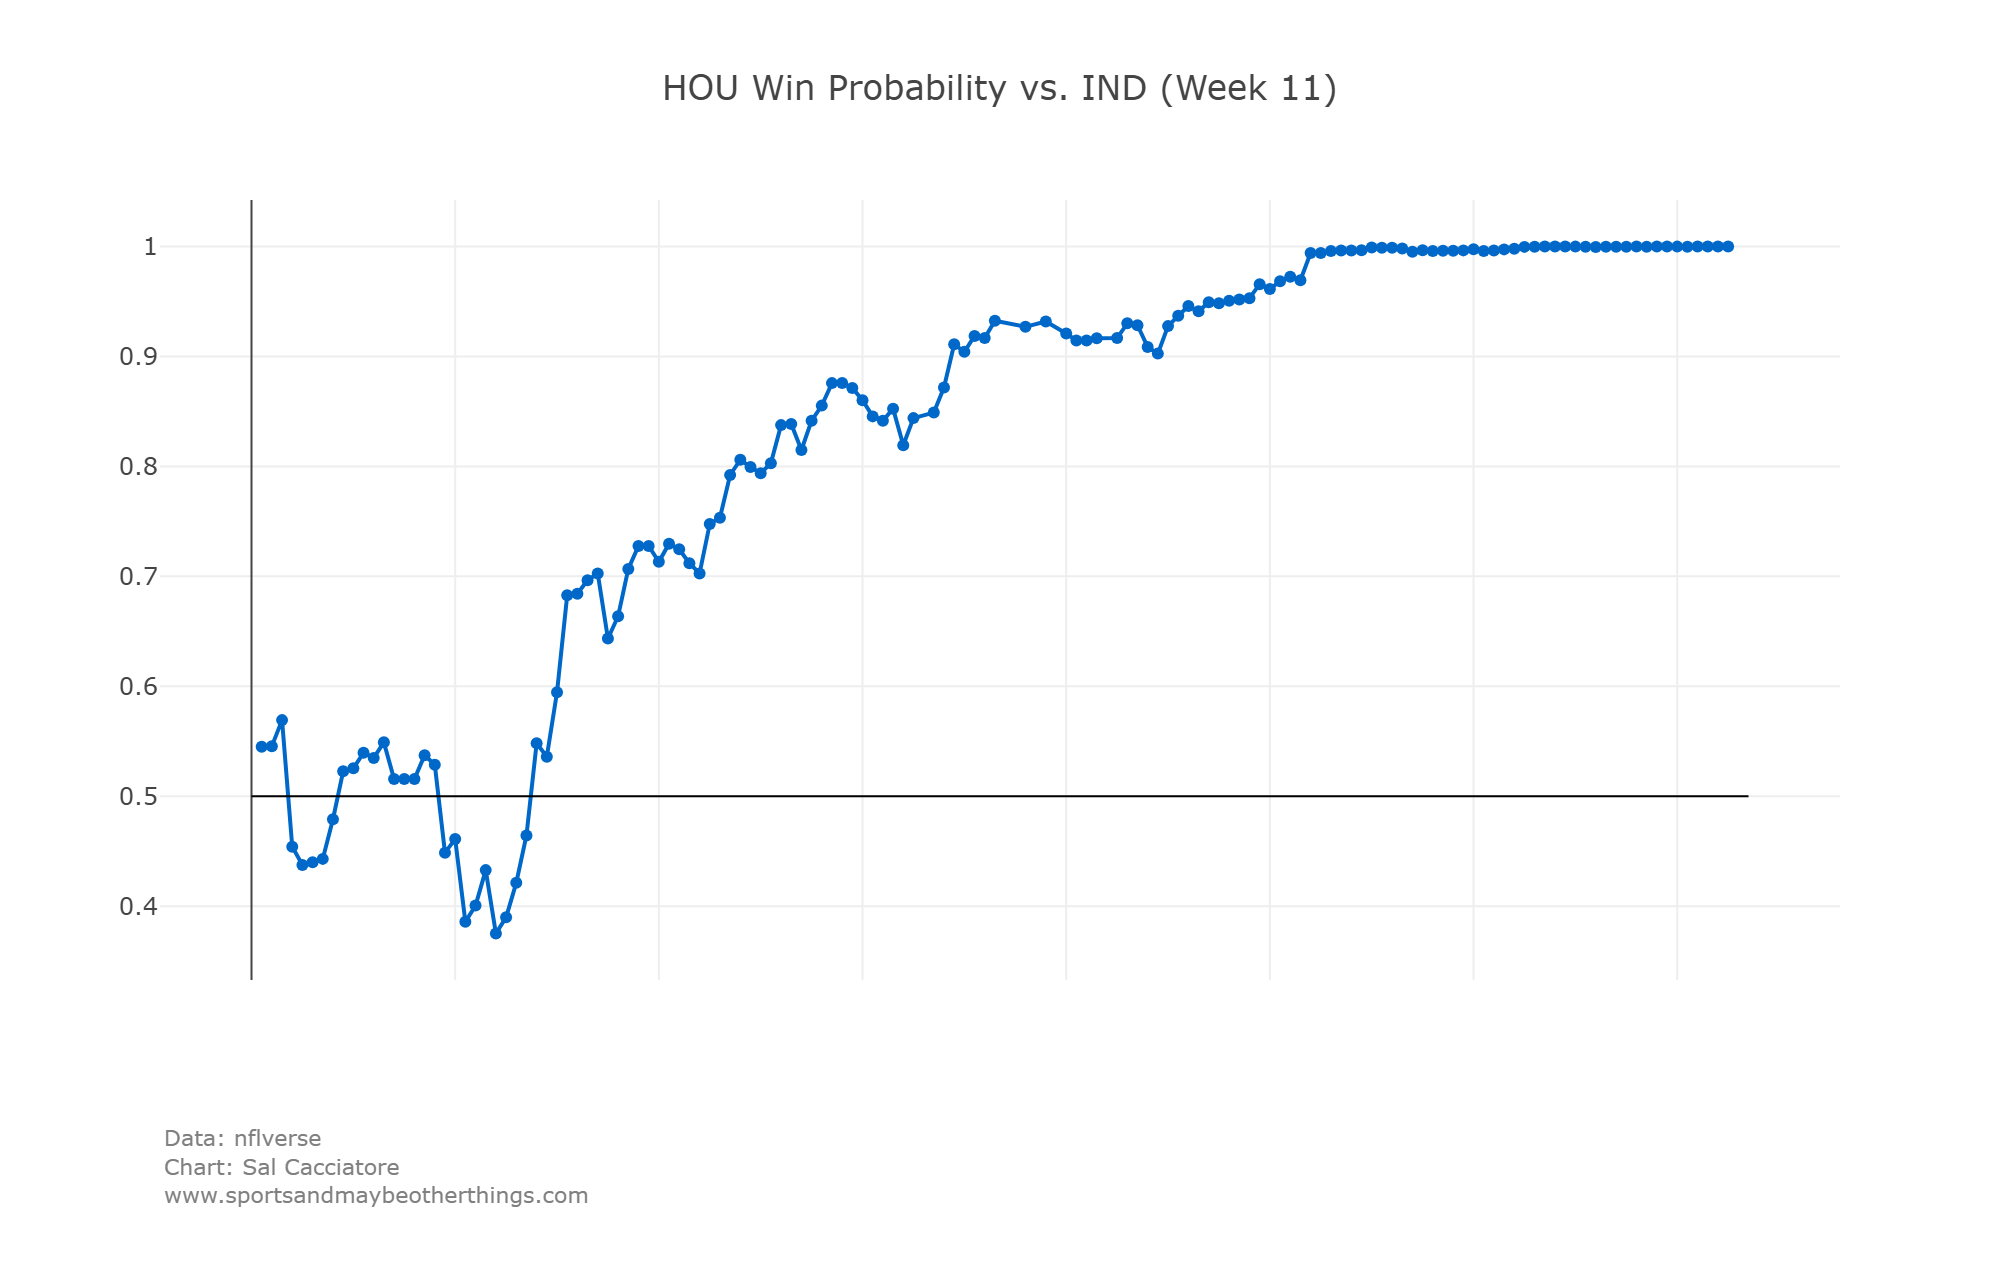 HOU Win Probability vs. IND (Week 11)
1
0.9
0.8
0.7
0.6
0.5
0.4
Data: nflverse
Chart: Sal Cacciatore
www.sportsandmaybeotherthings.com